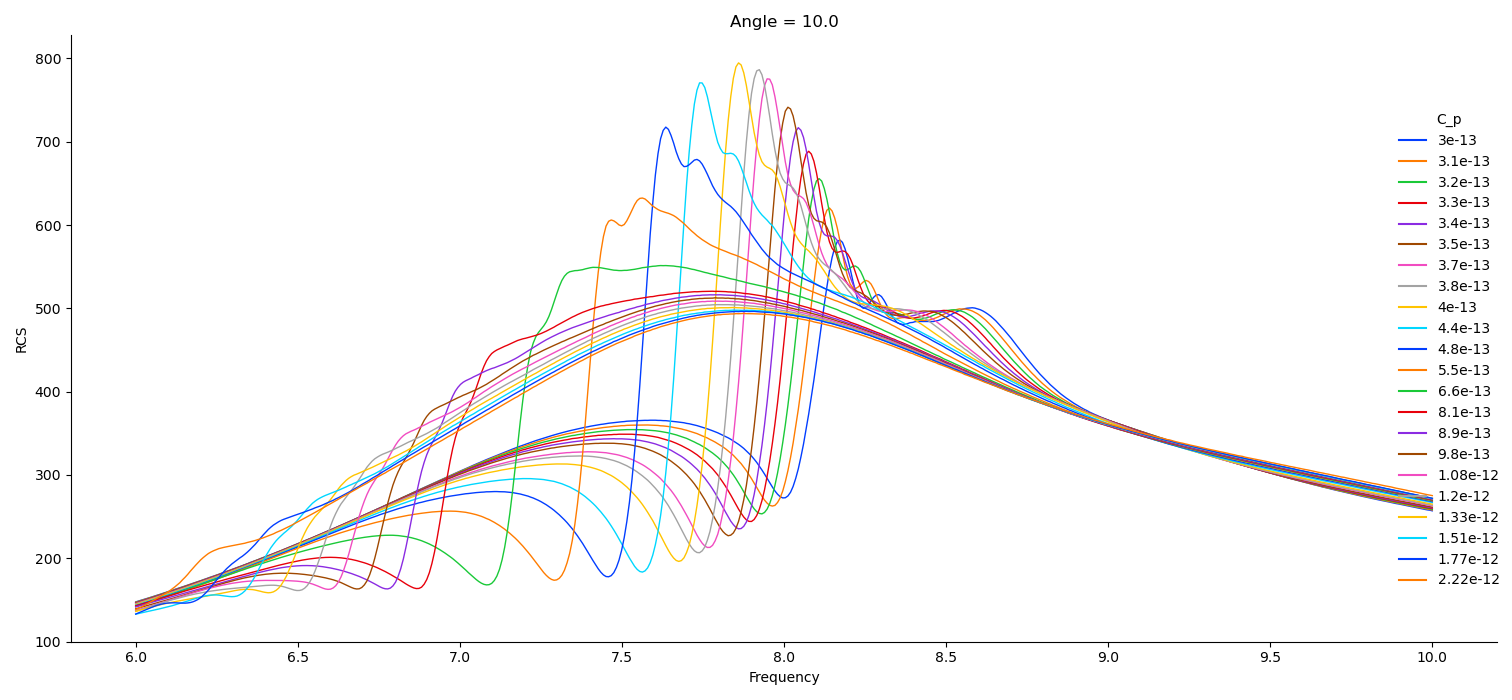 Angle = 10.0
800
700
600
500
400
300
200
100
RCS
6.0 6.5 7.0 7.5 8.0 8.5 9.0 9.5 10.0
Frequency
C_p
3e-13
3.1e-13
3.2e-13
3.3e-13
3.4e-13
3.5e-13
3.7e-13
3.8e-13
4e-13
4.4e-13
4.8e-13
5.5e-13
6.6e-13
8.1e-13
8.9e-13
9.8e-13
1.08e-12
1.2e-12
1.33e-12
1.51e-12
1.77e-12
2.22e-12